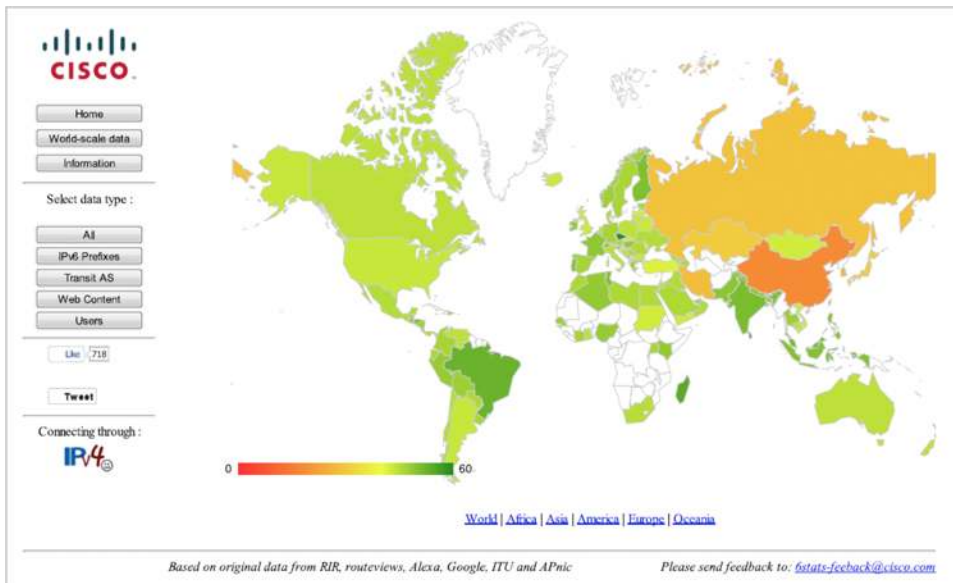 CISCO
Home
World-scale data
Information
Select data type :
All
IPv6 Prefixes
Transit AS
Web Content
Users
Like 718
Tweet
Connecting through :
IPv4
0 60
World | Africa | Asia | America | Europe | Oceania
Based on original data from RIR, routeviews, Alexa, Google, ITU and APnic
Please send feedback to: 6stats-feeback@cisco.com